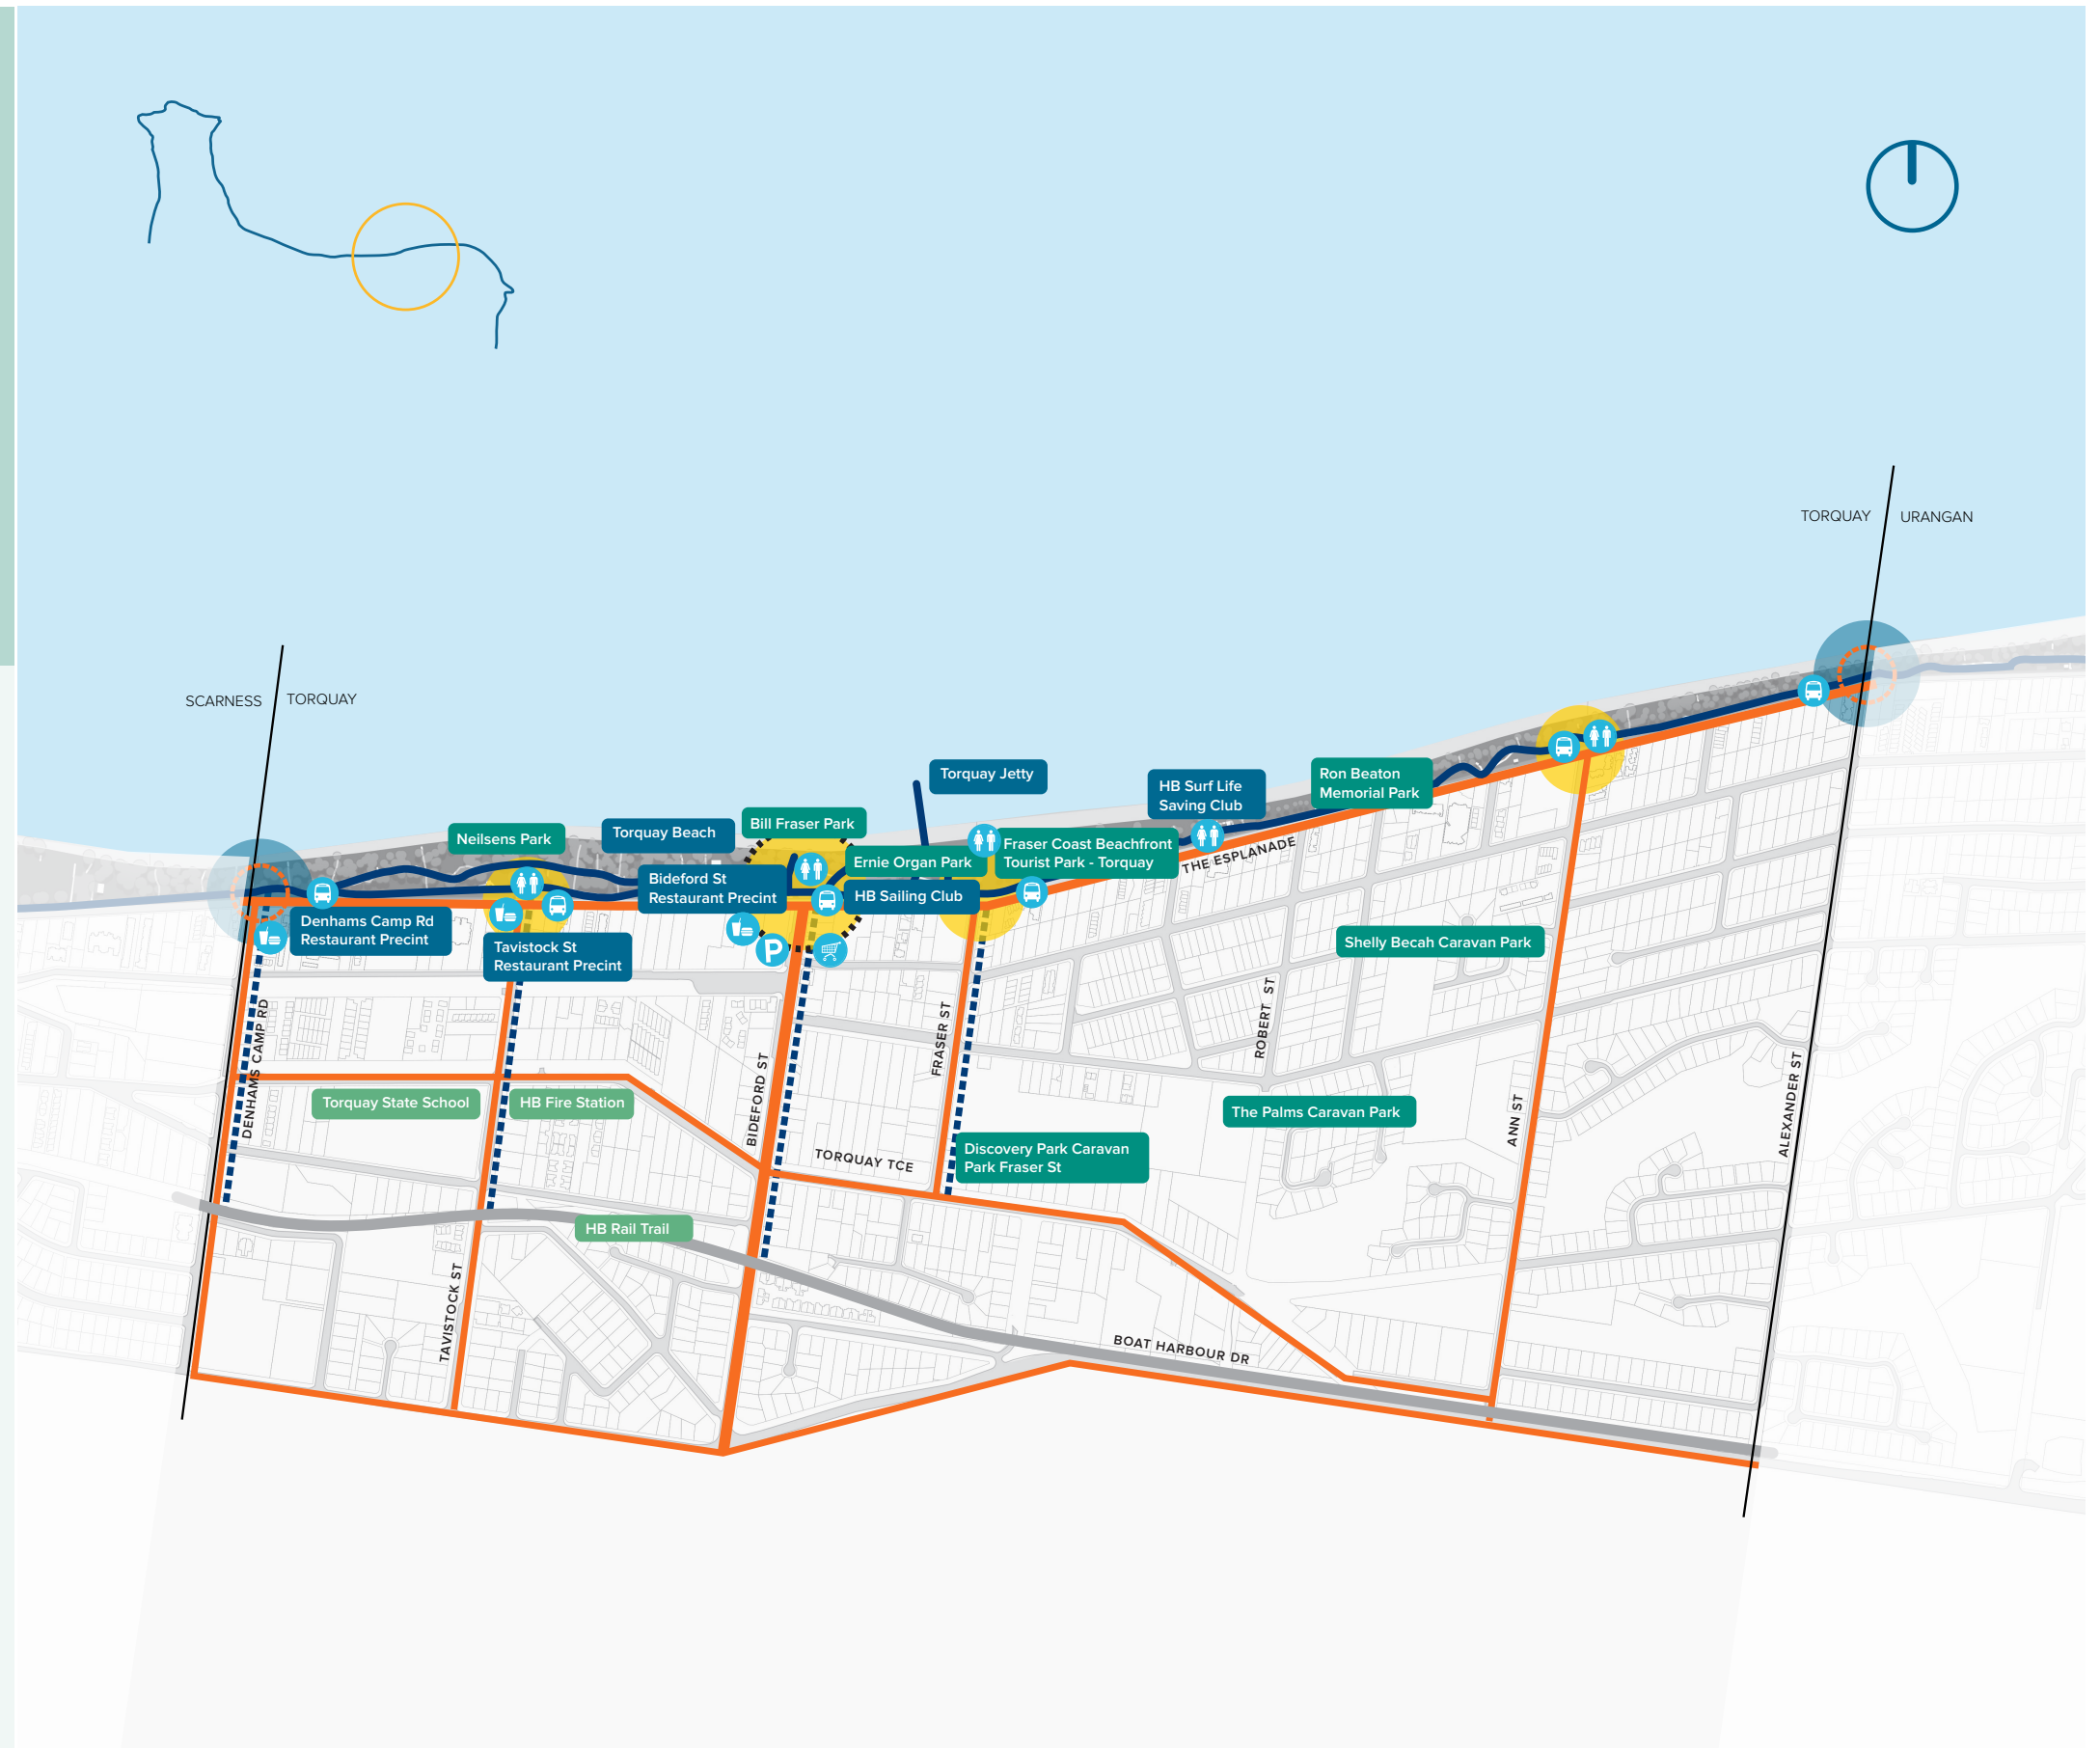 TORQUAY
URANGAN
SCARNESS
TORQUAY
Torquay Jetty
HB Surf Life
Saving Club
Ron Beaton
Memorial Park
Neilsens Park
Torquay Beach
Bill Fraser Park
Ernie Organ Park
Fraser Coast Beachfront
Tourist Park - Torquay
THE ESPLANADE
Bideford St
Restaurant Precint
HB Sailing Club
Denhams Camp Rd
Restaurant Precint
Tavistock St
Restaurant Precint
P
Shelly Becah Caravan Park
DENHAMS CAMP RD
BIDEFORD ST
FRASER ST
ROBERT ST
ANN ST
ALEXANDER ST
Torquay State School
HB Fire Station
The Palms Caravan Park
TORQUAY TCE
Discovery Park Caravan
Park Fraser St
HB Rail Trail
TAVISTOCK ST
BOAT HARBOUR DR